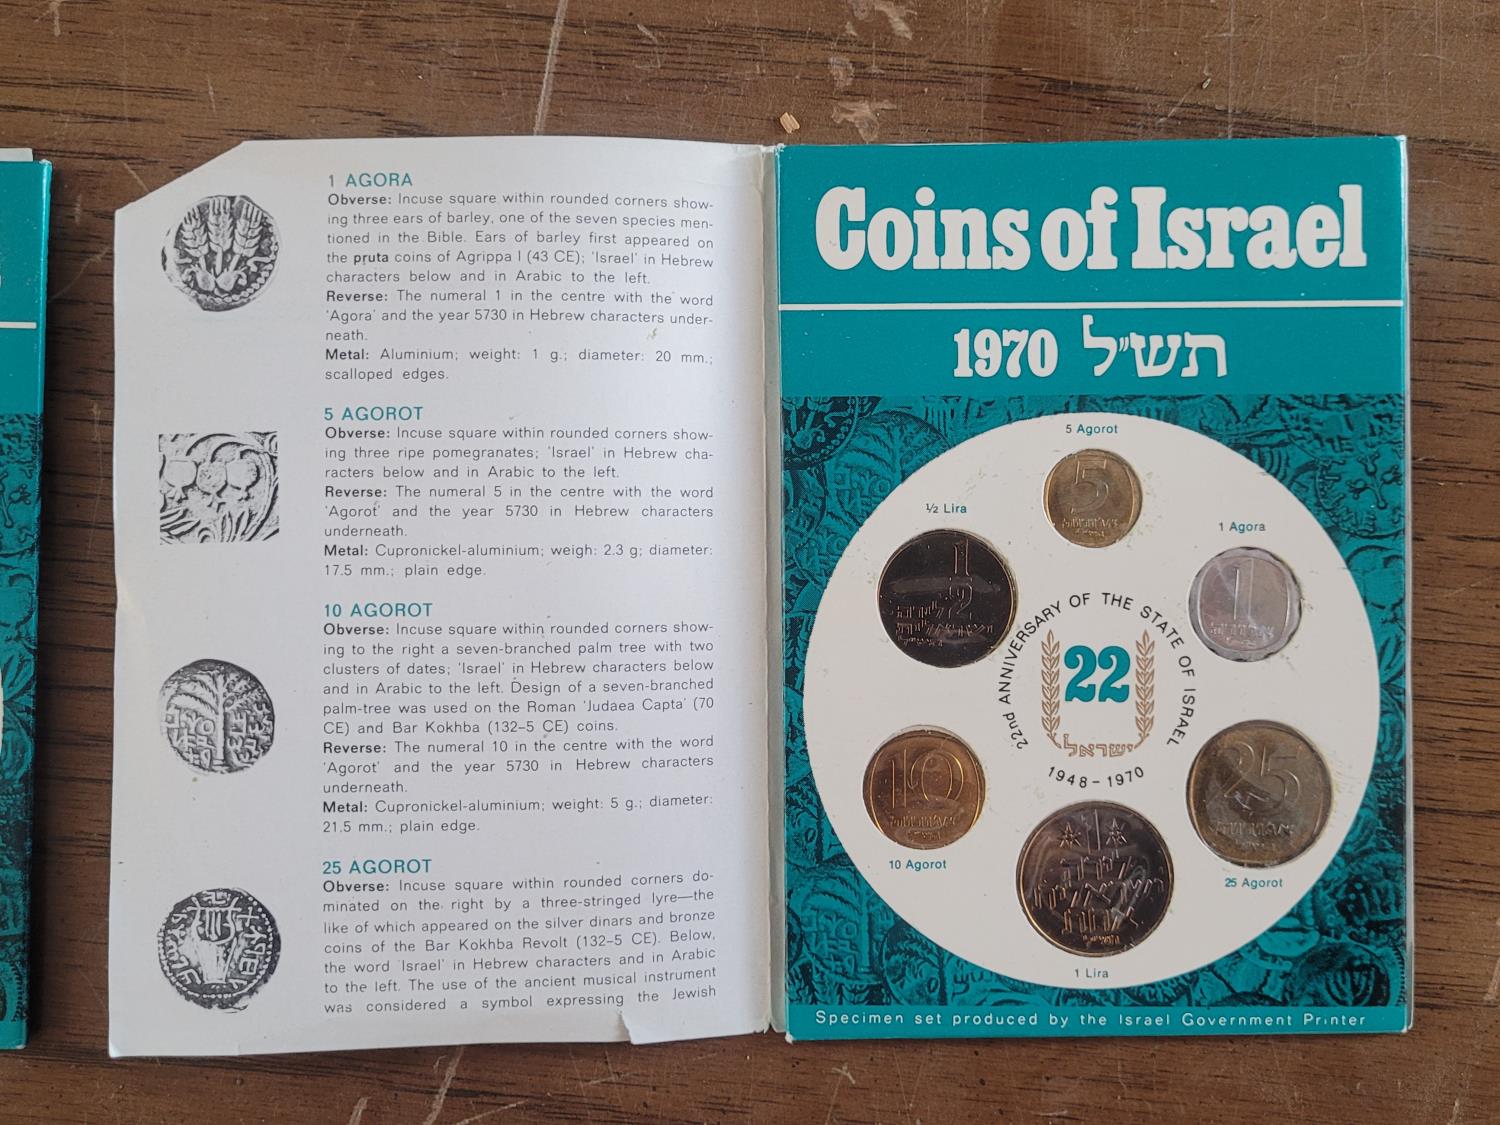 1 AGORA
Obverse: Incuse square within rounded corners show-
ing three ears of barley, one of the seven species men-
tioned in the Bible. Ears of barley first appeared on
the pruta coins of Agrippa I (43 CE); 'Israel' in Hebrew
characters below and in Arabic to the left.
Reverse: The numeral 1 in the centre with the word
'Agora' and the year 5730 in Hebrew characters under-
neath.
Metal: Aluminium; weight: 1 g.; diameter: 20 mm.;
scalloped edges.
5 AGOROT
Obverse: Incuse square within rounded corners show-
ing three ripe pomegranates; 'Israel' in Hebrew cha-
racters below and in Arabic to the left.
Reverse: The numeral 5 in the centre with the word
'Agorot' and the year 5730 in Hebrew characters
underneath.
Metal: Cupronickel-aluminium; weigh: 2.3 g; diameter:
17.5 mm.; plain edge.
10 AGOROT
Obverse: Incuse square within rounded corners show-
ing to the right a seven-branched palm tree with two
clusters of dates; 'Israel' in Hebrew characters below
and in Arabic to the left. Design of a seven-branched
palm-tree was used on the Roman 'Judaea Capta' (70
CE) and Bar Kokhba (132–5 CE) coins.
Reverse: The numeral 10 in the centre with the word
'Agorot' and the year 5730 in Hebrew characters
underneath.
Metal: Cupronickel-aluminium; weight: 5 g.; diameter:
21.5 mm.; plain edge.
25 AGOROT
Obverse: Incuse square within rounded corners do-
minated on the right by a three-stringed lyre—the
like of which appeared on the silver dinars and bronze
coins of the Bar Kokhba Revolt (132–5 CE). Below,
the word 'Israel' in Hebrew characters and in Arabic
to the left. The use of the ancient musical instrument
was considered a symbol expressing the Jewish
Coins of Israel
1970 תש״ל
5 Agorot
5
½ Lira
1/2
1 Agora
1
22nd ANNIVERSARY OF THE STATE OF ISRAEL
22
ישראל
1948 – 1970
10
10 Agorot
25
25 Agorot
לירה
ישראלית
אחת
1 Lira
Specimen set produced by the Israel Government Printer